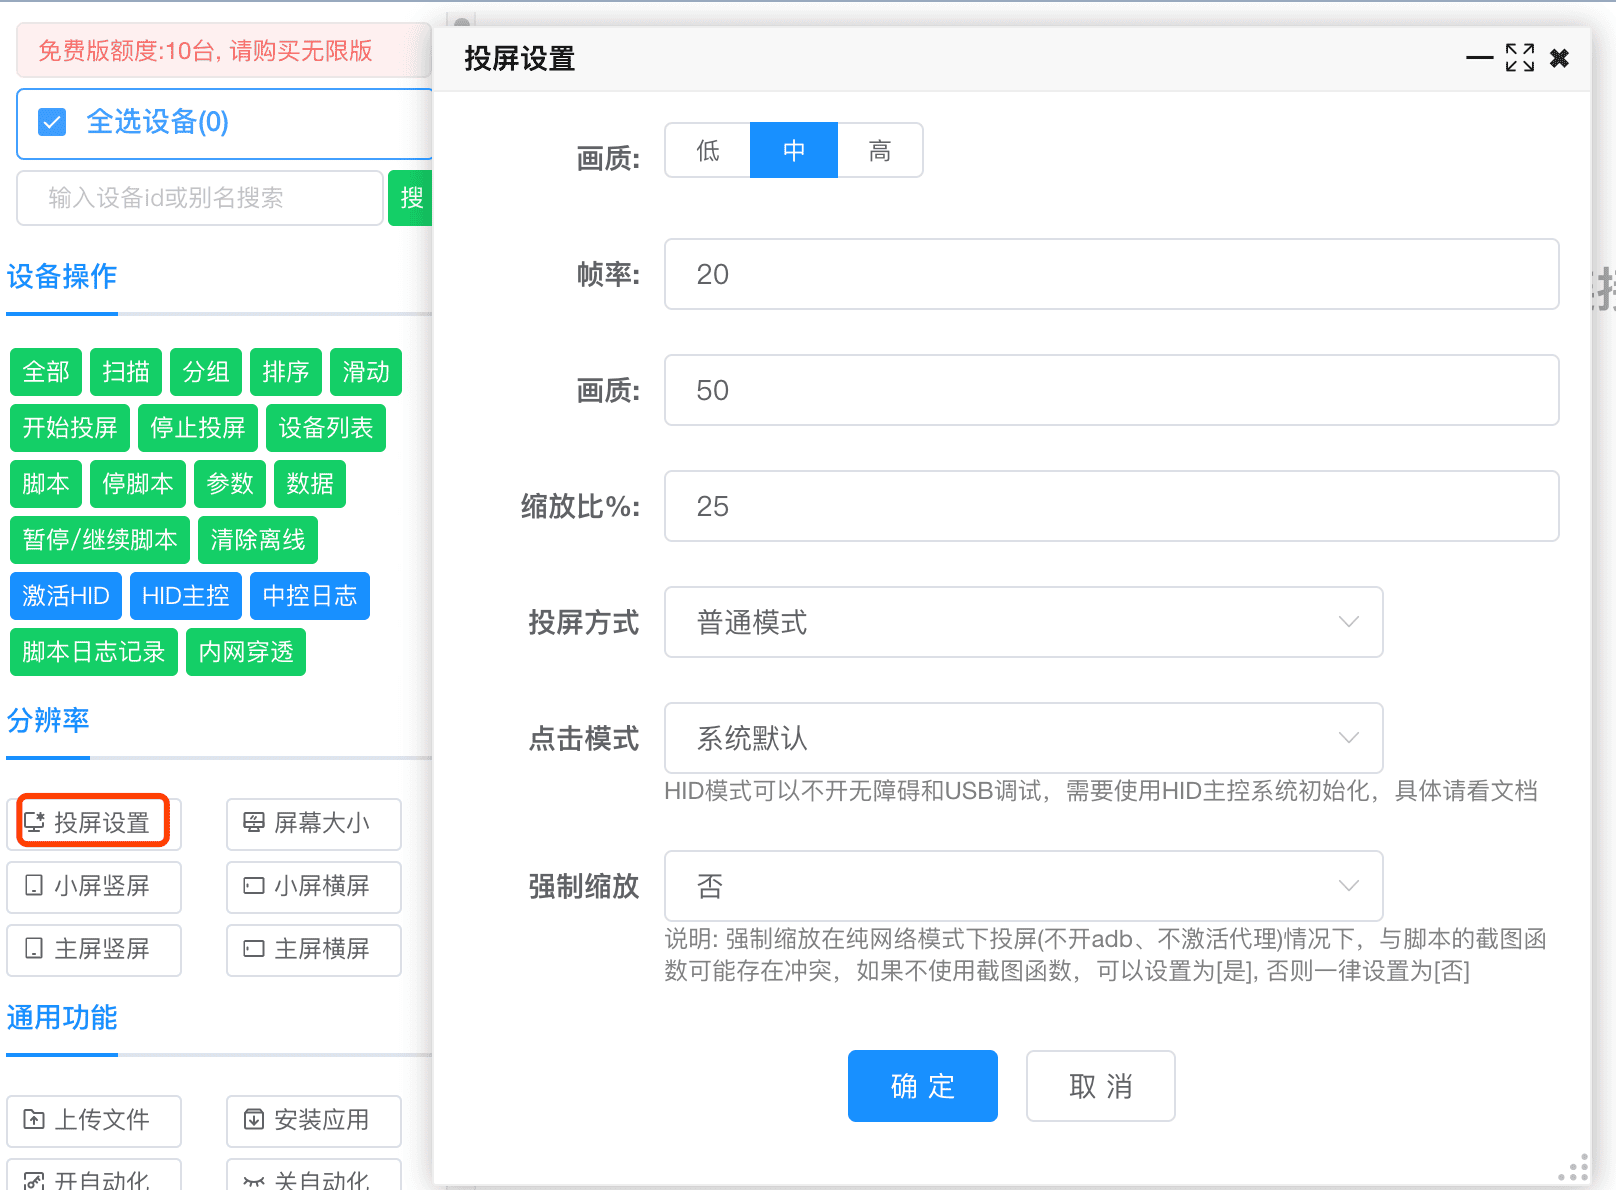 免费版额度:10台, 请购买无限版
全选设备(0)
输入设备id或别名搜索
搜
设备操作
全部 扫描 分组 排序 滑动
开始投屏 停止投屏 设备列表
脚本 停脚本 参数 数据
暂停/继续脚本 清除离线
激活HID HID主控 中控日志
脚本日志记录 内网穿透
分辨率
投屏设置 屏幕大小
小屏竖屏 小屏横屏
主屏竖屏 主屏横屏
通用功能
上传文件 安装应用
开自动化 关自动化
投屏设置
画质: 低 中 高
帧率: 20
画质: 50
缩放比%: 25
投屏方式 普通模式
点击模式 系统默认
HID模式可以不开无障碍和USB调试，需要使用HID主控系统初始化，具体请看文档
强制缩放 否
说明: 强制缩放在纯网络模式下投屏(不开adb、不激活代理)情况下，与脚本的截图函
数可能存在冲突，如果不使用截图函数，可以设置为[是], 否则一律设置为[否]
确 定 取 消